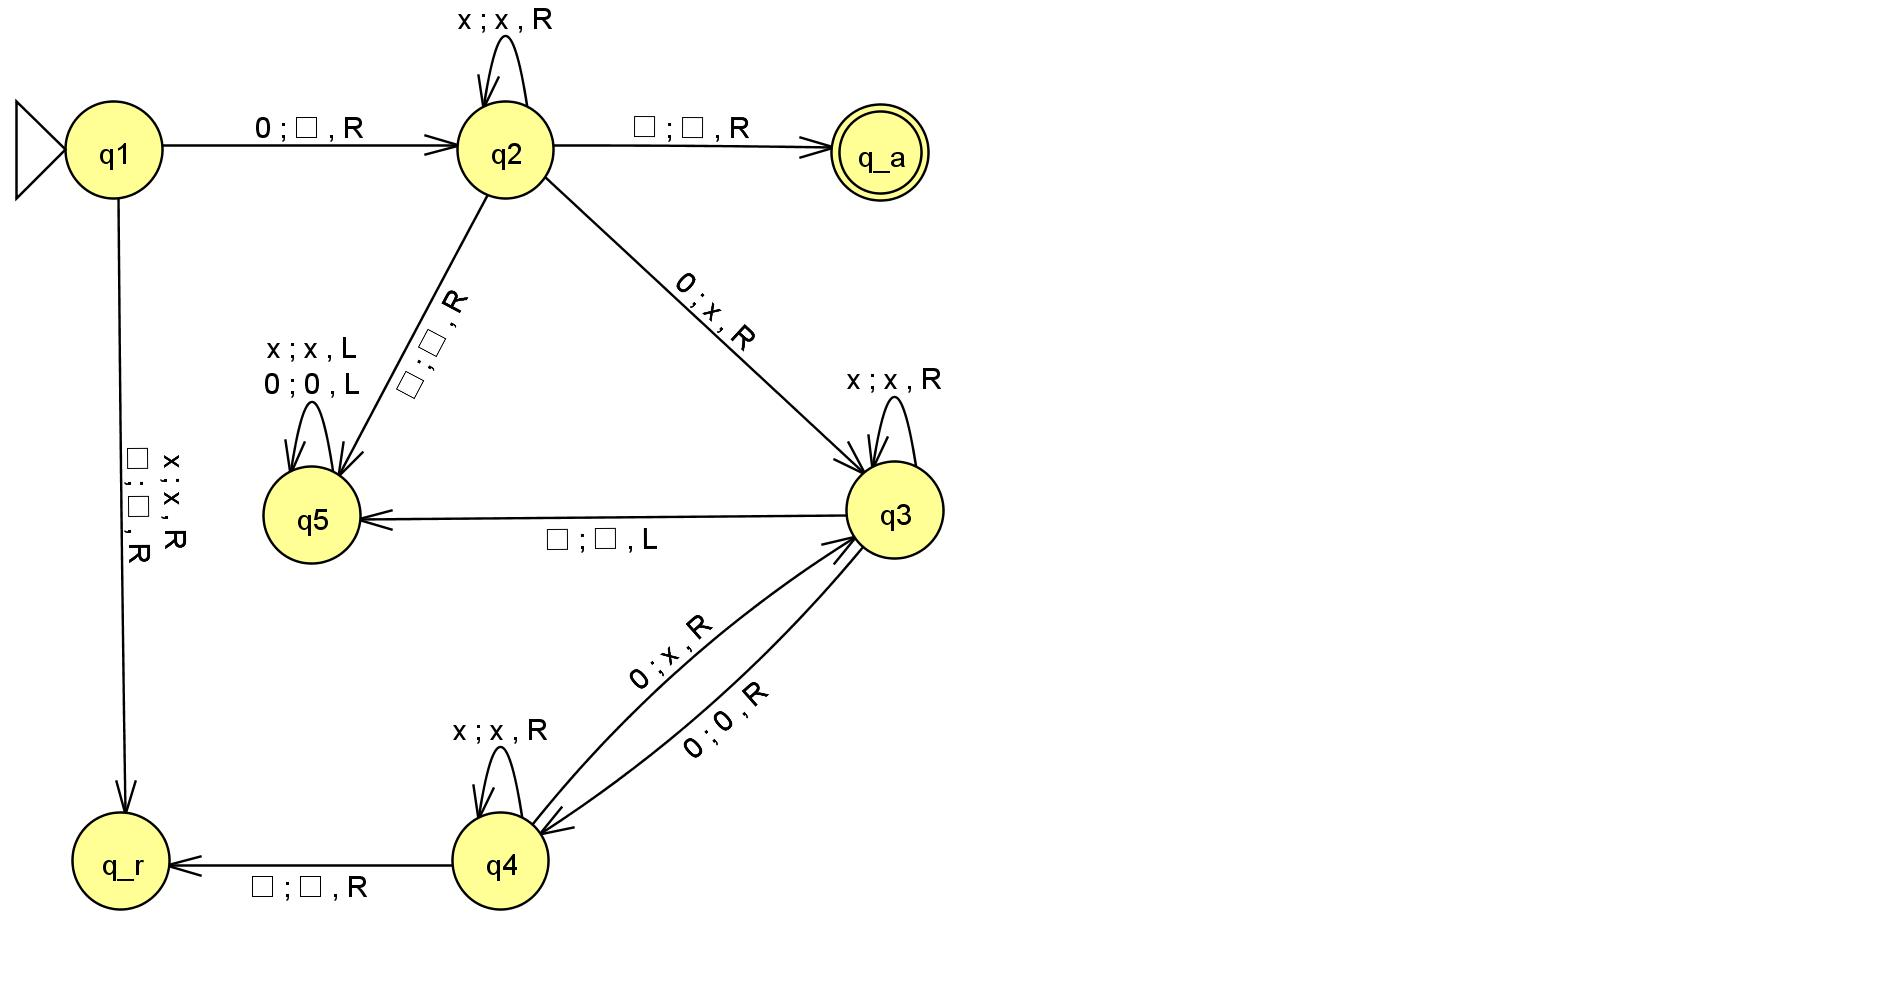 x ; x , R
q1
0 ; □ , R
q2
□ ; □ , R
q_a
□ ; □ , R
0 ; x , R
x ; x , L
0 ; 0 , L
x ; x , R
q5
□ ; □ , L
q3
x ; x , R
□ ; □ , R
0 ; x , R
0 ; 0 , R
x ; x , R
q_r
□ ; □ , R
q4